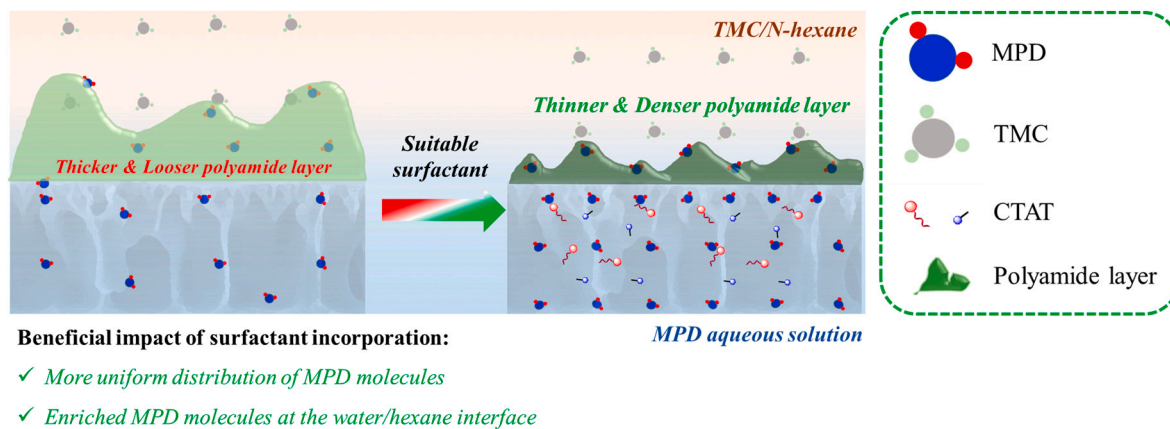 TMC/N-hexane
Thinner & Denser polyamide layer
Thicker & Looser polyamide layer
Suitable
surfactant
MPD aqueous solution
MPD
TMC
CTAT
Polyamide layer
Beneficial impact of surfactant incorporation:
✓ More uniform distribution of MPD molecules
✓ Enriched MPD molecules at the water/hexane interface